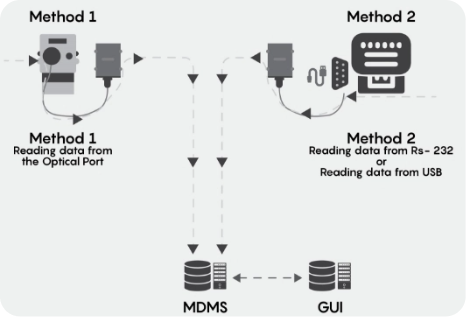 Method 1
Method 2
Method 1
Reading data from
the Optical Port
Method 2
Reading data from Rs- 232
or
Reading data from USB
MDMS
GUI